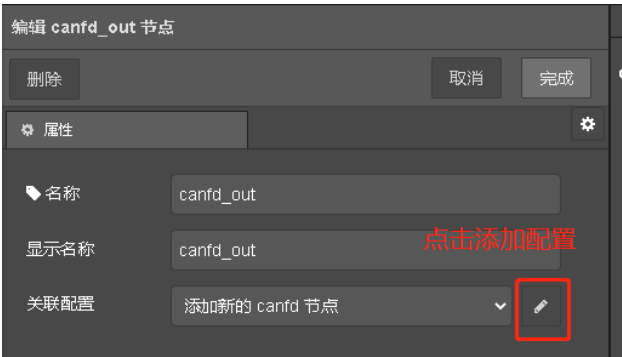 编辑 canfd_out 节点
删除
取消
完成
属性
名称
canfd_out
点击添加配置
显示名称
canfd_out
关联配置
添加新的 canfd 节点